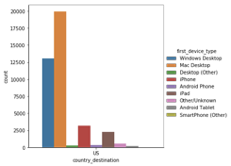 20000
17500
15000
12500
10000
7500
5000
2500
0
count
US
country_destination
first_device_type
Windows Desktop
Mac Desktop
Desktop (Other)
iPhone
Android Phone
iPad
Other/Unknown
Android Tablet
SmartPhone (Other)